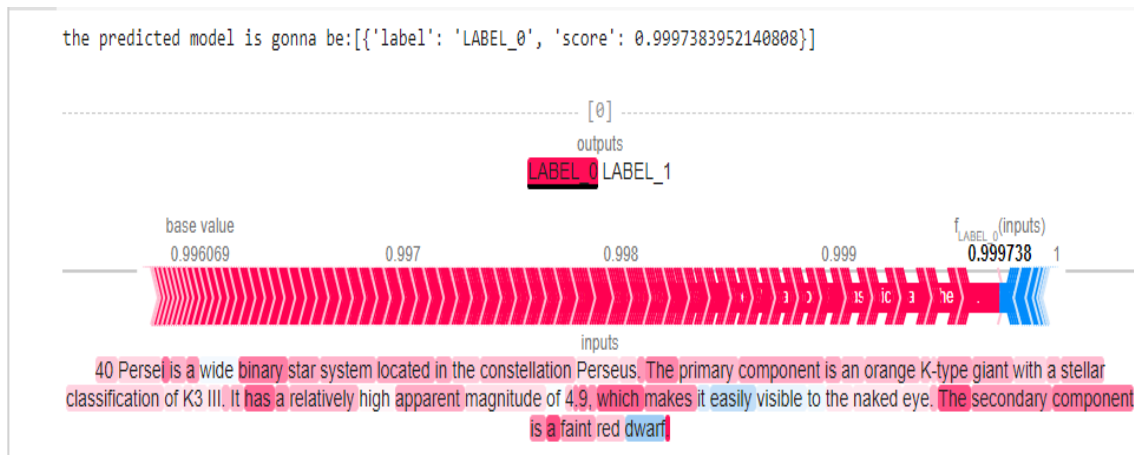 the predicted model is gonna be:[{'label': 'LABEL_0', 'score': 0.9997383952140808}]
[0]
outputs
LABEL_0 LABEL_1
base value f LABEL_0 (inputs)
0.996069 0.997 0.998 0.999 0.999738 1
inputs
40 Persei is a wide binary star system located in the constellation Perseus. The primary component is an orange K-type giant with a stellar
classification of K3 III. It has a relatively high apparent magnitude of 4.9, which makes it easily visible to the naked eye. The secondary component
is a faint red dwarf.